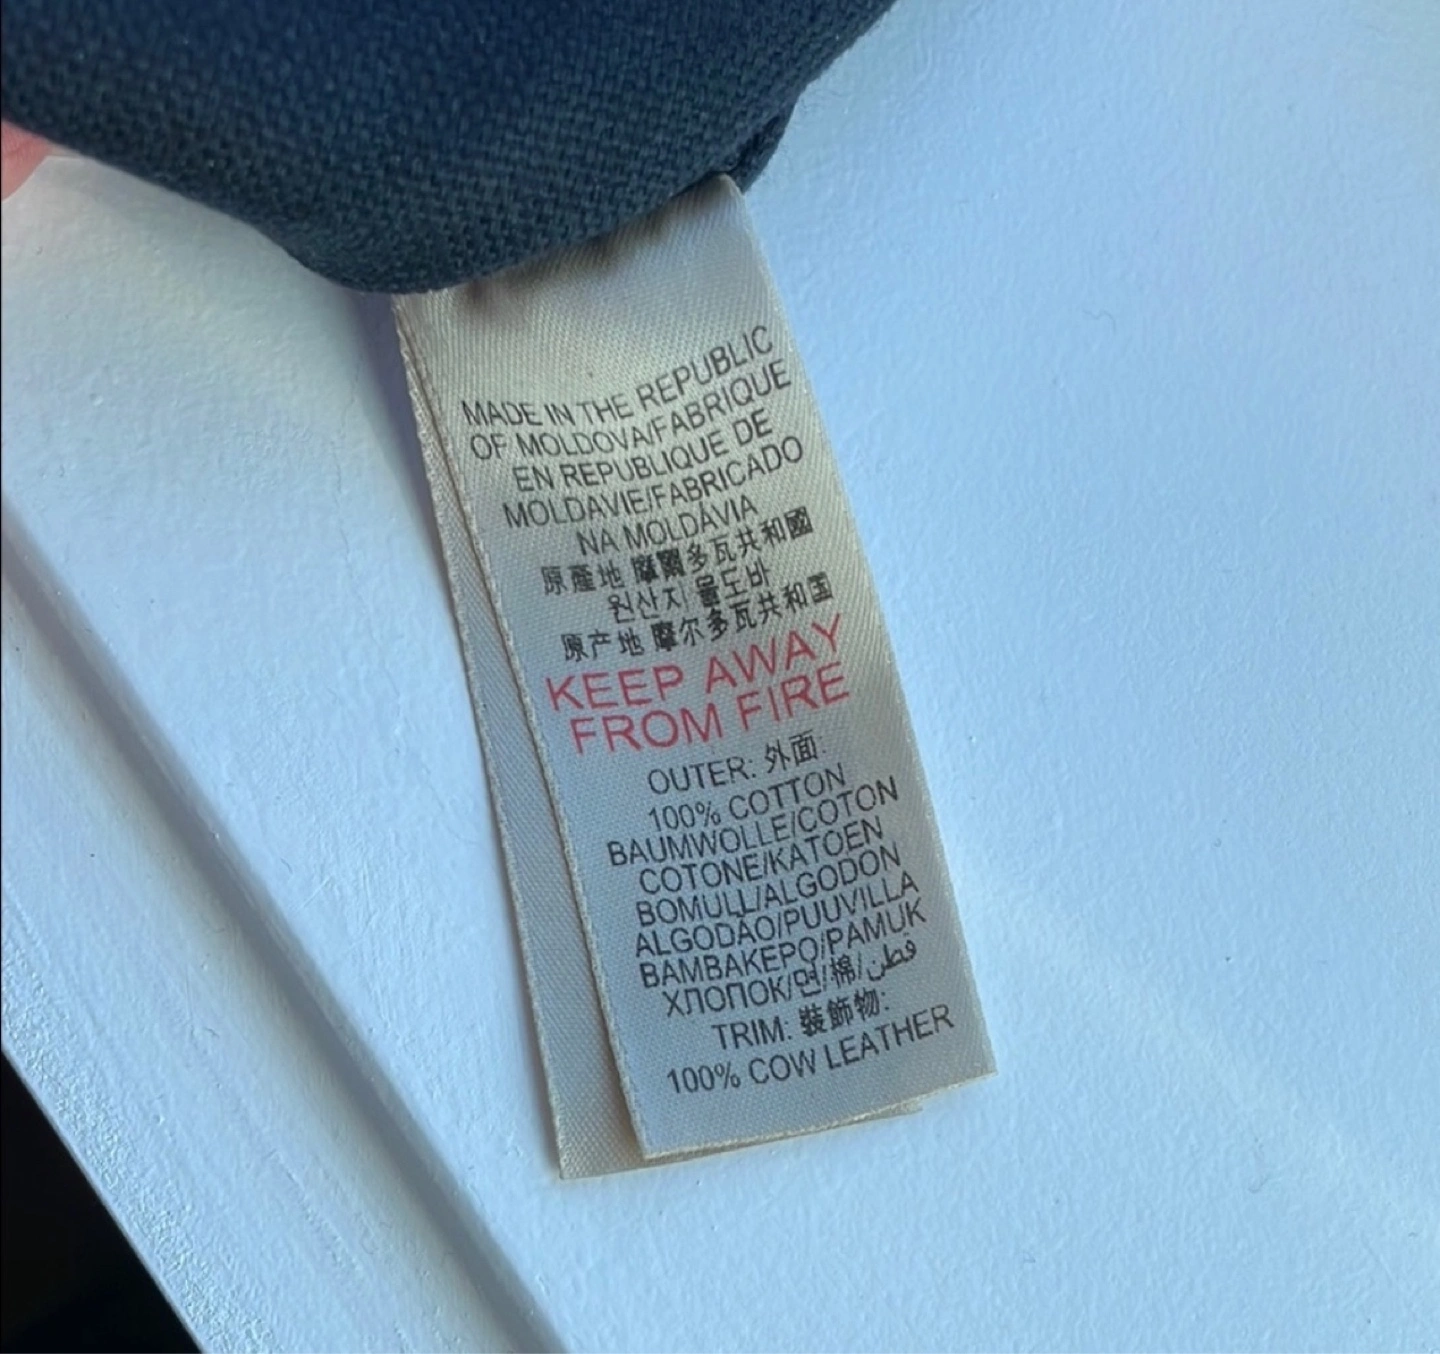 MADE IN THE REPUBLIC
OF MOLDOVA/FABRIQUE
EN REPUBLIQUE DE
MOLDAVIE/FABRICADO
NA MOLDÁVIA
原產地 摩爾多瓦共和國
원산지 몰도바
原产地 摩尔多瓦共和国
KEEP AWAY
FROM FIRE
OUTER: 外面:
100% COTTON
BAUMWOLLE/COTON
COTONE/KATOEN
BOMULL/ALGODON
ALGODÃO/PUUVILLA
ΒΑΜΒΑΚΕΡΟ/PAMUK
ХЛОПОК/면/棉/قطن
TRIM: 裝飾物:
100% COW LEATHER